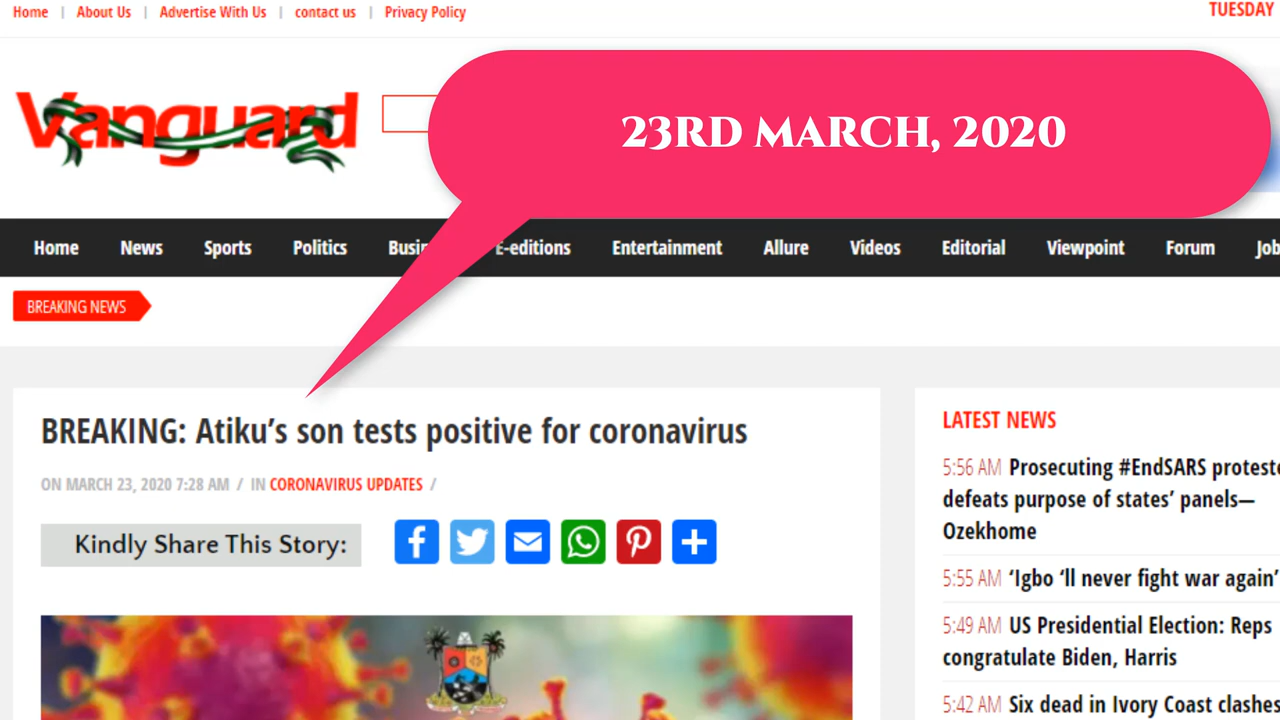 Home | About Us | Advertise With Us | contact us | Privacy Policy
TUESDAY
Vanguard
23RD MARCH, 2020
Home News Sports Politics Busin E-editions Entertainment Allure Videos Editorial Viewpoint Forum Job
BREAKING NEWS
BREAKING: Atiku's son tests positive for coronavirus
ON MARCH 23, 2020 7:28 AM / IN CORONAVIRUS UPDATES /
Kindly Share This Story:
LATEST NEWS
5:56 AM Prosecuting #EndSARS proteste
defeats purpose of states' panels—
Ozekhome
5:55 AM 'Igbo 'll never fight war again'
5:49 AM US Presidential Election: Reps
congratulate Biden, Harris
5:42 AM Six dead in Ivory Coast clashes